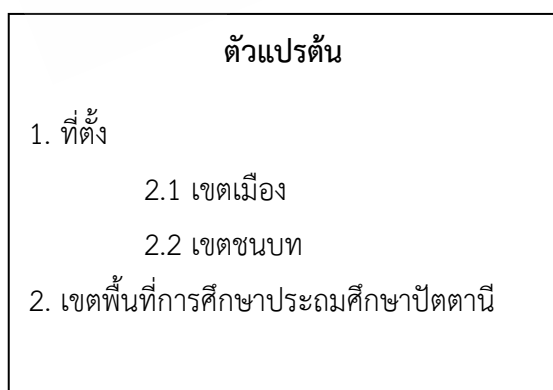 ตัวแปรต้น
1. ที่ตั้ง
2.1 เขตเมือง
2.2 เขตชนบท
2. เขตพื้นที่การศึกษาประถมศึกษาปัตตานี